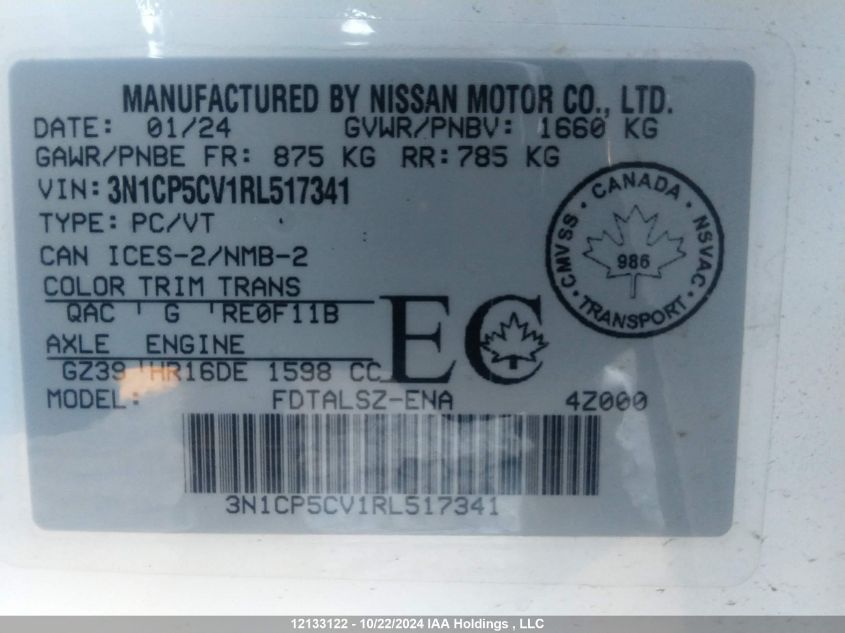 MANUFACTURED BY NISSAN MOTOR CO., LTD.
DATE: 01/24 GVWR/PNBV: 1660 KG
GAWR/PNBE FR: 875 KG RR: 785 KG
VIN: 3N1CP5CV1RL517341
TYPE: PC/VT
CAN ICES-2/NMB-2
COLOR TRIM TRANS
QAC G RE0F11B
AXLE ENGINE
GZ39 HR16DE 1598 CC
MODEL: FDTALSZ-ENA 4Z000
EC
CANADA
CMVSS NSVAC
986
TRANSPORT
3N1CP5CV1RL517341
12133122 - 10/22/2024 IAA Holdings , LLC